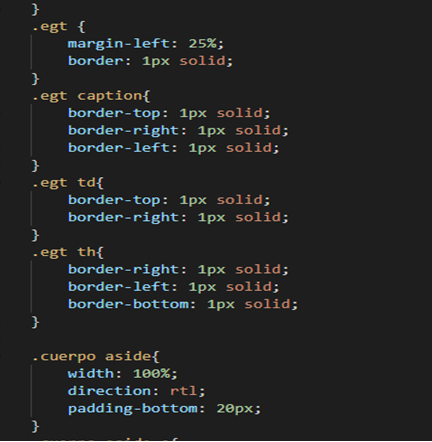 }
.egt {
margin-left: 25%;
border: 1px solid;
}
.egt caption{
border-top: 1px solid;
border-right: 1px solid;
border-left: 1px solid;
}
.egt td{
border-top: 1px solid;
border-right: 1px solid;
}
.egt th{
border-right: 1px solid;
border-left: 1px solid;
border-bottom: 1px solid;
}
.cuerpo aside{
width: 100%;
direction: rtl;
padding-bottom: 20px;
}